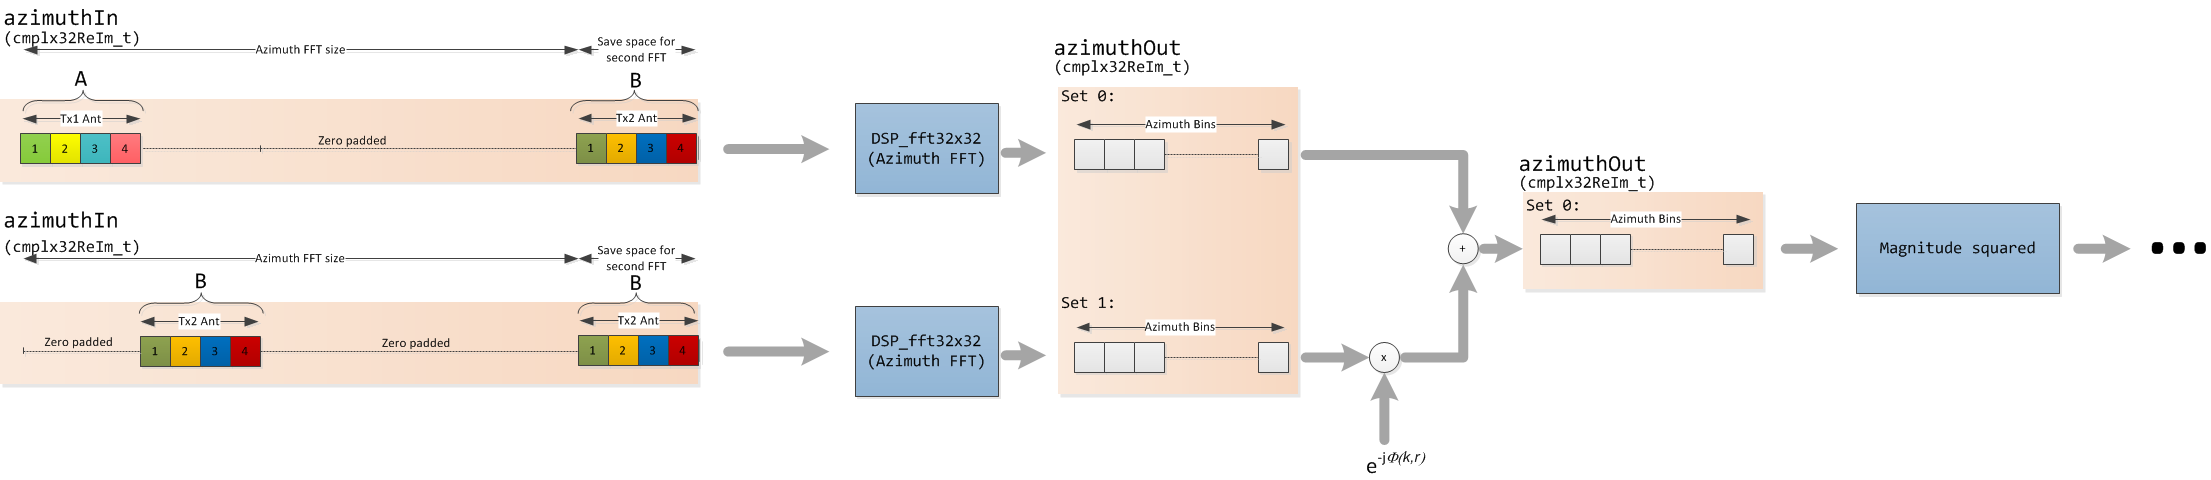 azimuthIn
(cmplx32ReIm_t)
Azimuth FFT size
Save space for
second FFT
A
B
Tx1 Ant
Tx2 Ant
1 2 3 4
Zero padded
1 2 3 4
DSP_fft32x32
(Azimuth FFT)
azimuthIn
(cmplx32ReIm_t)
Azimuth FFT size
Save space for
second FFT
B
B
Tx2 Ant
Tx2 Ant
Zero padded
1 2 3 4
Zero padded
1 2 3 4
DSP_fft32x32
(Azimuth FFT)
azimuthOut
(cmplx32ReIm_t)
Set 0:
Azimuth Bins
Set 1:
Azimuth Bins
+
x
e-jΦ(k,r)
azimuthOut
(cmplx32ReIm_t)
Set 0:
Azimuth Bins
Magnitude squared